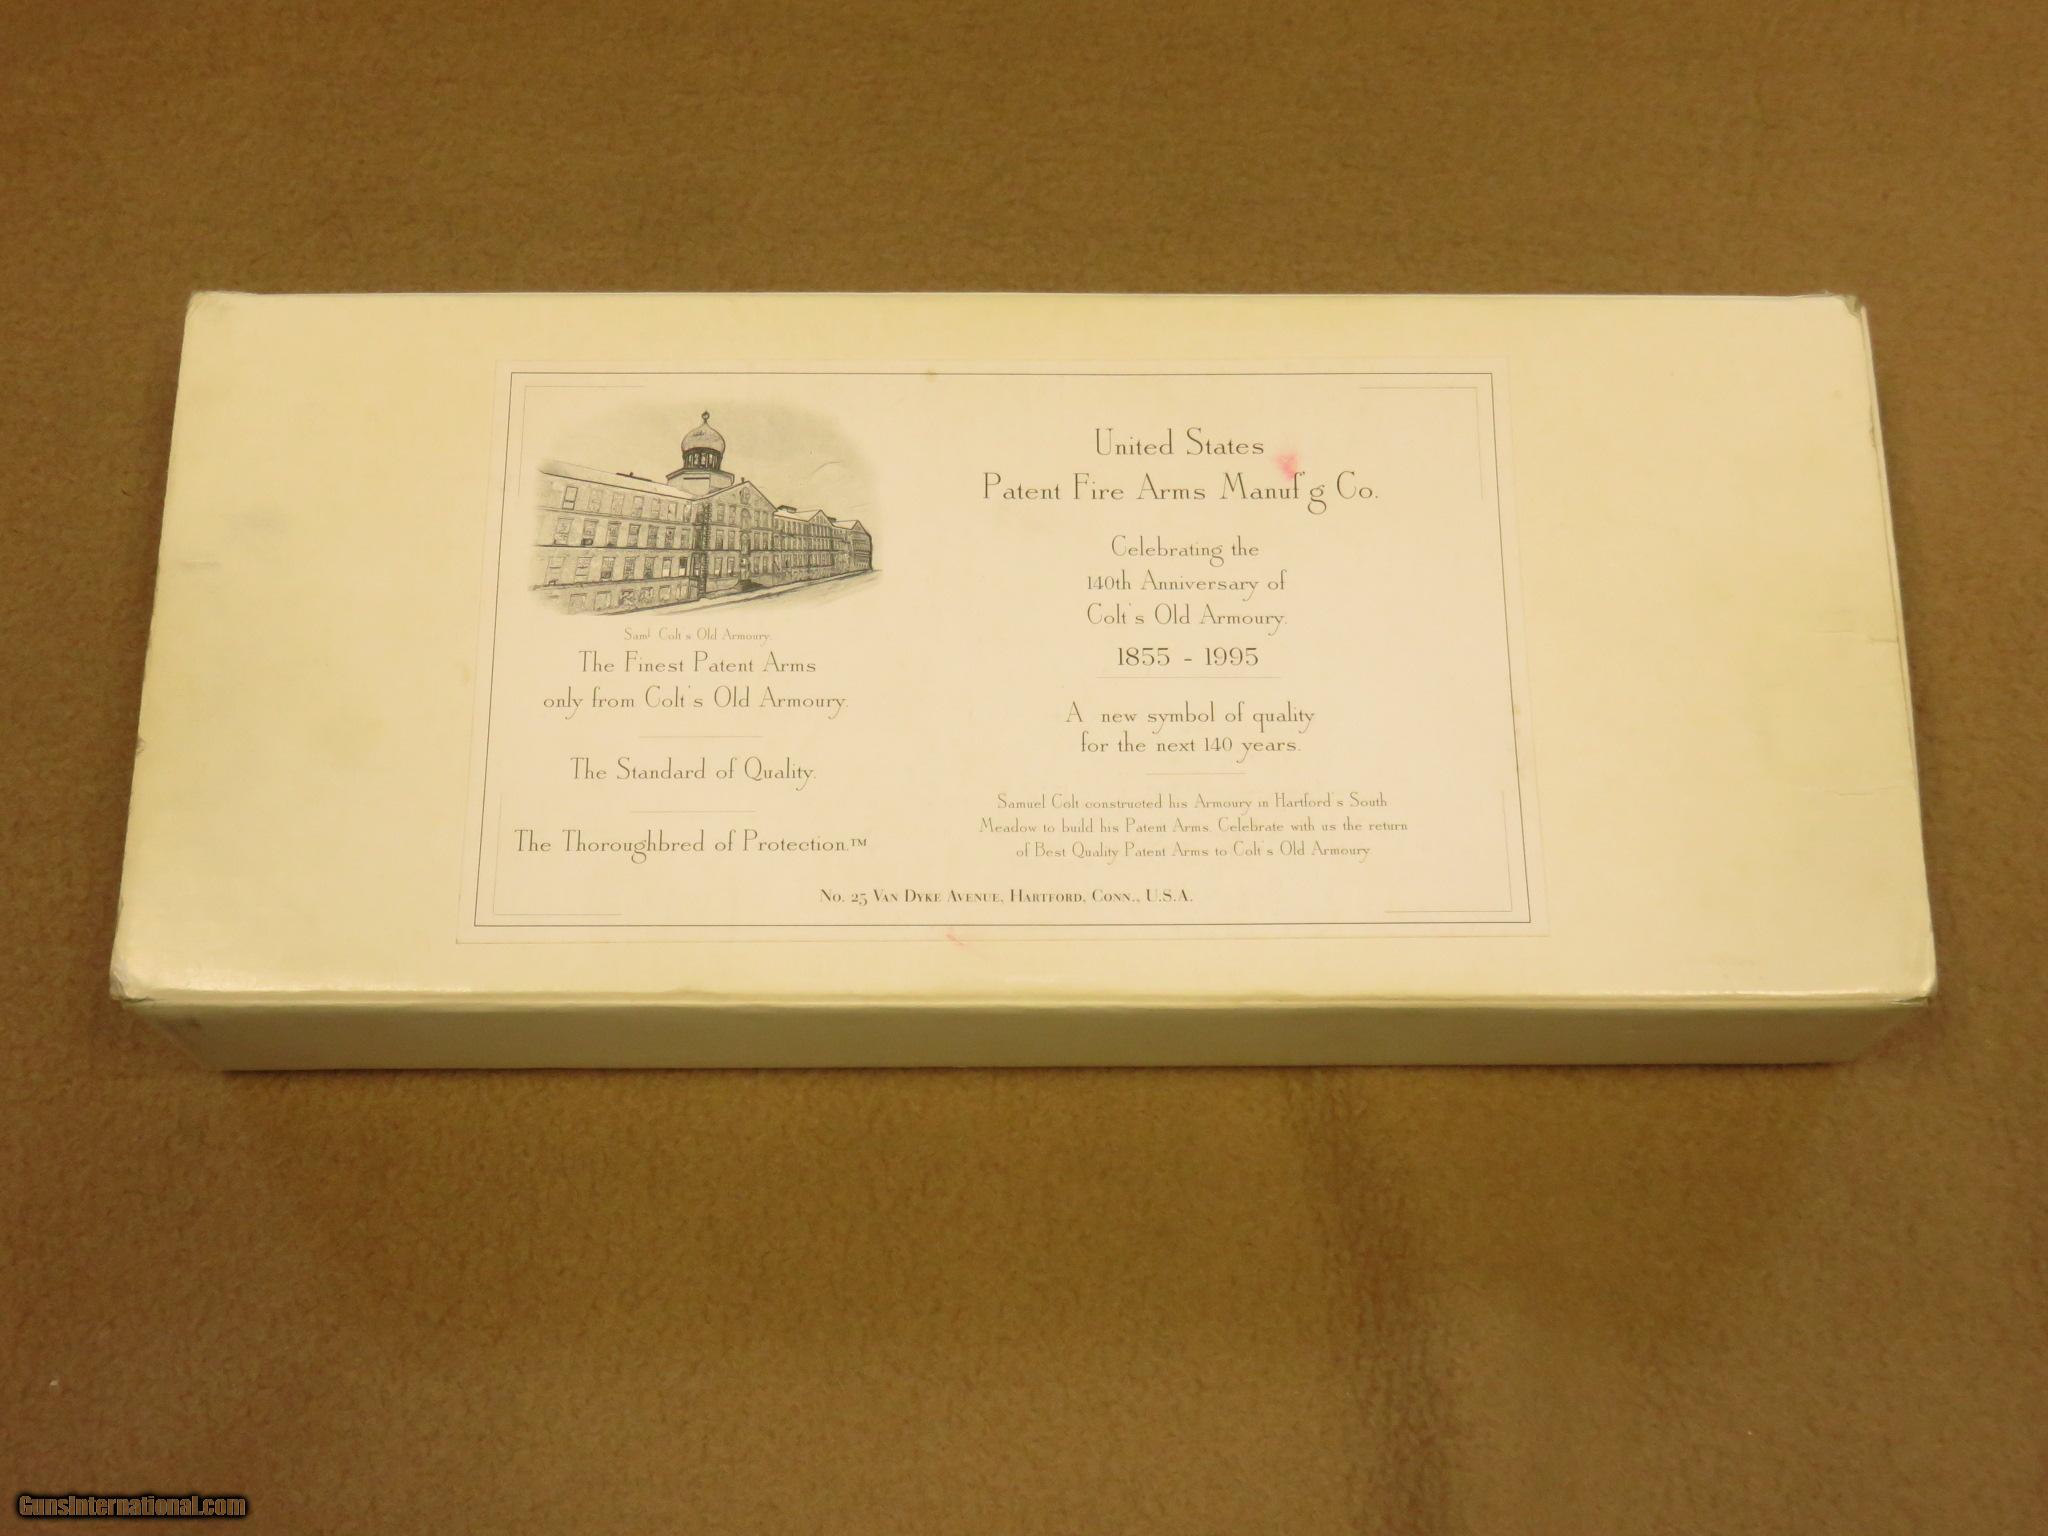 Saml Colt's Old Armoury.
The Finest Patent Arms
only from Colt's Old Armoury.
The Standard of Quality.
The Thoroughbred of Protection.™
United States
Patent Fire Arms Manuf'g Co.
Celebrating the
140th Anniversary of
Colt's Old Armoury.
1855 - 1995
A new symbol of quality
for the next 140 years.
Samuel Colt constructed his Armoury in Hartford's South
Meadow to build his Patent Arms. Celebrate with us the return
of Best Quality Patent Arms to Colt's Old Armoury
No. 25 Van Dyke Avenue, Hartford, Conn., U.S.A.
GunsInternational.com